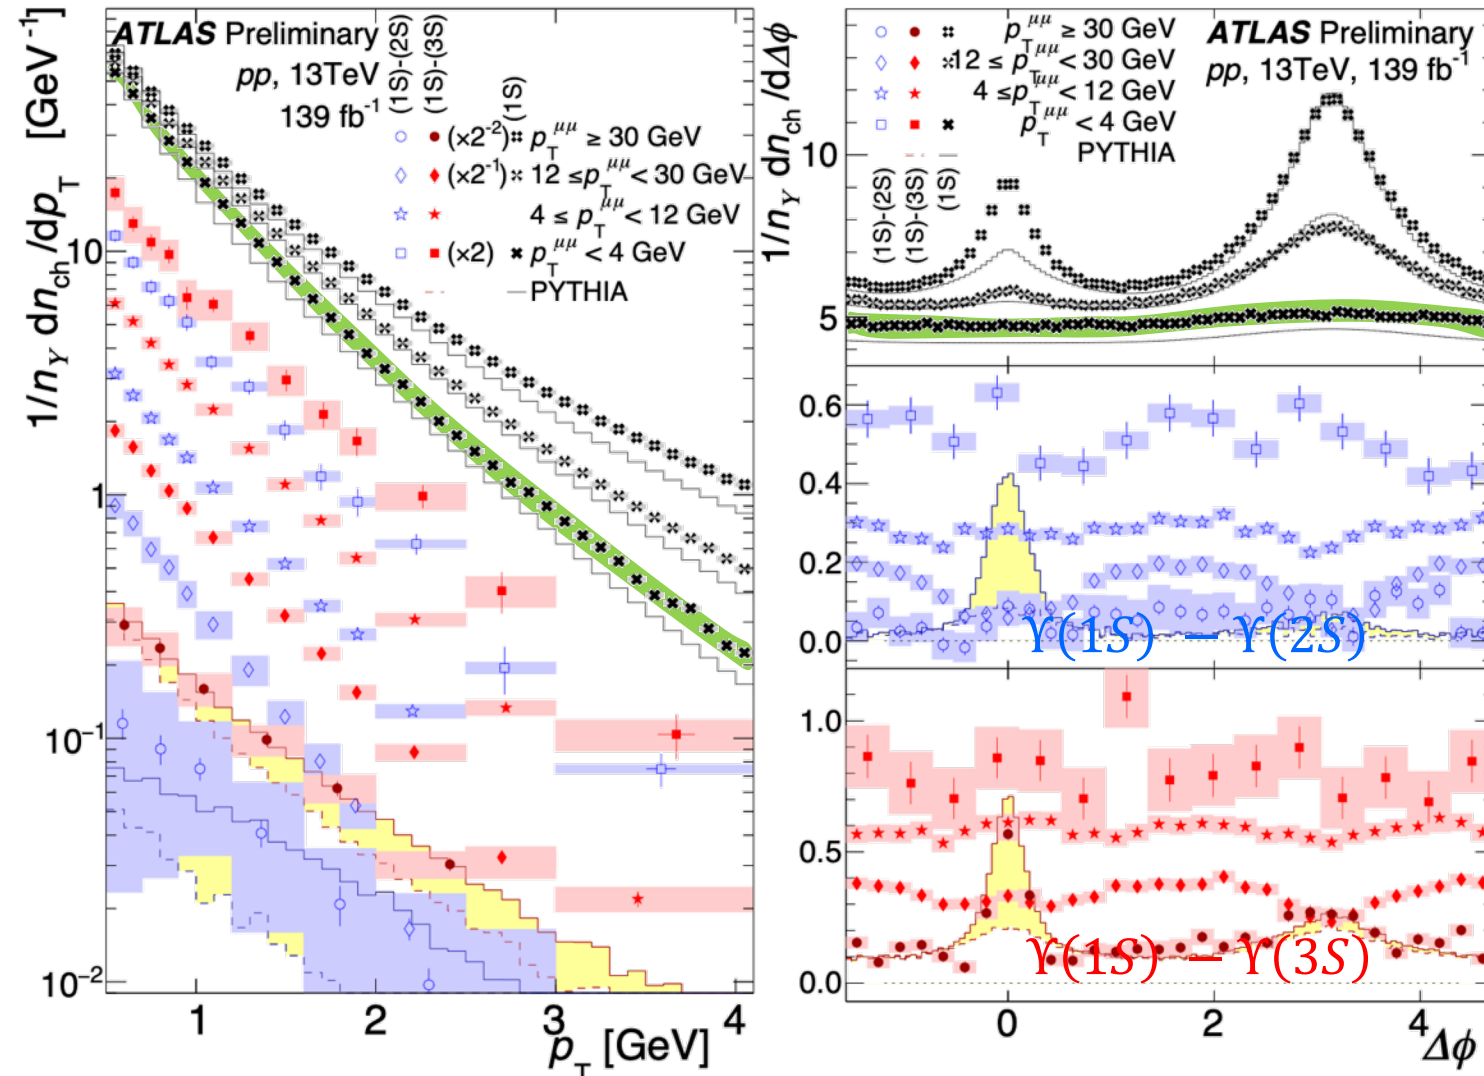 1/n_Y dn_ch/dp_T [GeV^-1]
ATLAS Preliminary
pp, 13TeV
139 fb^-1
(1S)-(2S)
(1S)-(3S)
(1S)
(×2^-2) p_T^μμ ≥ 30 GeV
(×2^-1) 12 ≤ p_T^μμ < 30 GeV
4 ≤ p_T^μμ < 12 GeV
(×2) p_T^μμ < 4 GeV
PYTHIA
10
1
10^-1
10^-2
1 2 3 4
p_T [GeV]
1/n_Y dn_ch/dΔϕ
p_T^μμ ≥ 30 GeV
12 ≤ p_T^μμ < 30 GeV
4 ≤ p_T^μμ < 12 GeV
p_T^μμ < 4 GeV
PYTHIA
ATLAS Preliminary
pp, 13TeV, 139 fb^-1
(1S)-(2S)
(1S)-(3S)
(1S)
10
5
0.6
0.4
0.2
0.0
ϒ(1S) − ϒ(2S)
1.0
0.5
0.0
ϒ(1S) − ϒ(3S)
0 2 4
Δϕ